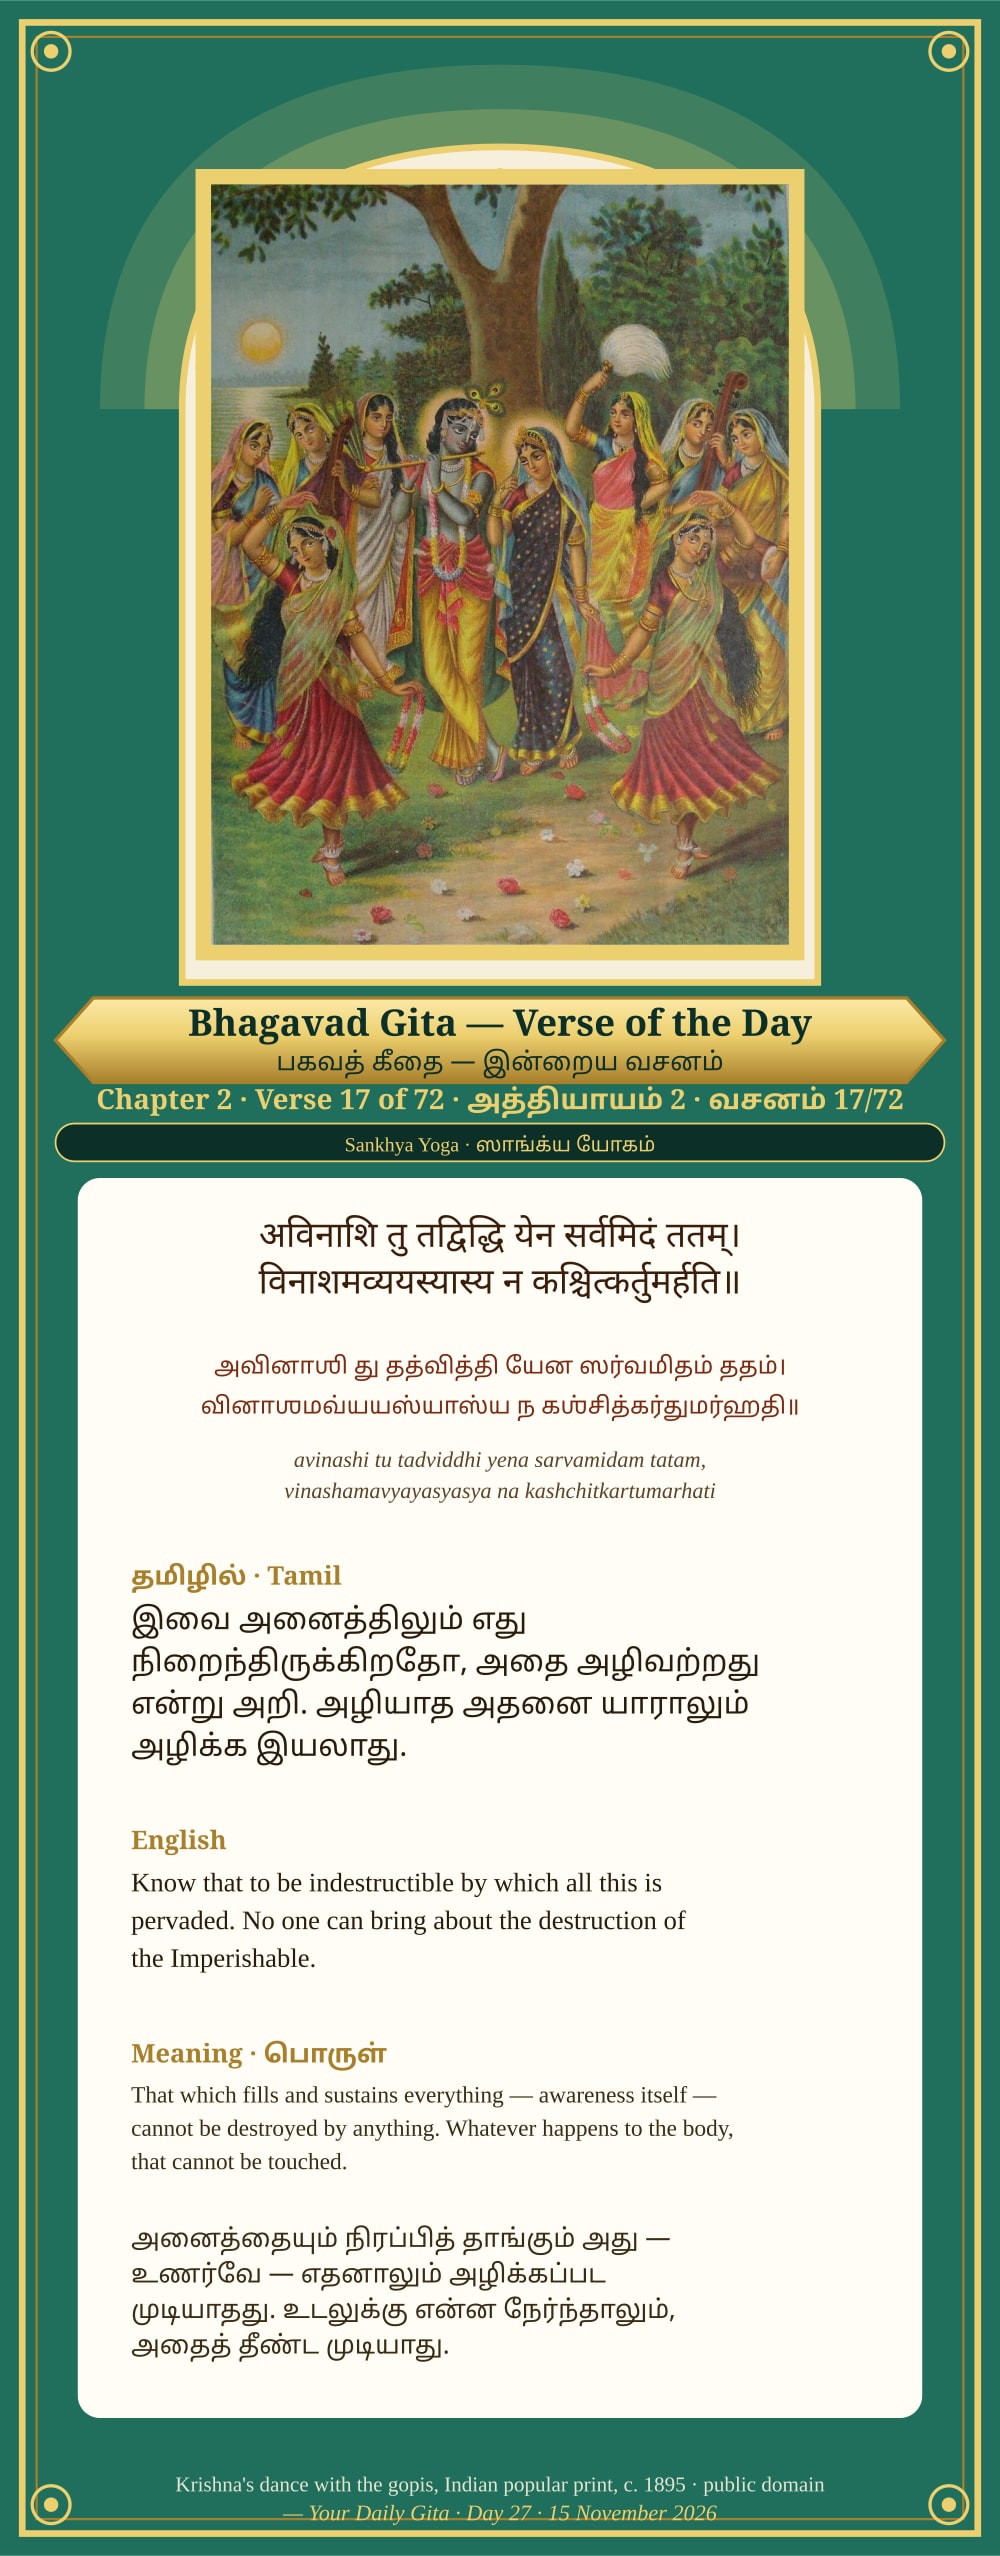 Bhagavad Gita — Verse of the Day
பகவத் கீதை — இன்றைய வசனம்
Chapter 2 · Verse 17 of 72 · அத்தியாயம் 2 · வசனம் 17/72
Sankhya Yoga · ஸாங்க்ய யோகம்
अविनाशि तु तद्विद्धि येन सर्वमिदं ततम्।
विनाशमव्ययस्यास्य न कश्चित्कर्तुमर्हति॥
அவினாஶி து தத்வித்தி யேன ஸர்வமிதம் ததம்।
வினாஶமவ்யயஸ்யாஸ்ய ந கஶ்சித்கர்துமர்ஹதி॥
avinashi tu tadviddhi yena sarvamidam tatam,
vinashamavyayasyasya na kashchitkartumarhati
தமிழில் · Tamil
இவை அனைத்திலும் எது
நிறைந்திருக்கிறதோ, அதை அழிவற்றது
என்று அறி. அழியாத அதனை யாராலும்
அழிக்க இயலாது.
English
Know that to be indestructible by which all this is
pervaded. No one can bring about the destruction of
the Imperishable.
Meaning · பொருள்
That which fills and sustains everything — awareness itself —
cannot be destroyed by anything. Whatever happens to the body,
that cannot be touched.
அனைத்தையும் நிரப்பித் தாங்கும் அது —
உணர்வே — எதனாலும் அழிக்கப்பட
முடியாதது. உடலுக்கு என்ன நேர்ந்தாலும்,
அதைத் தீண்ட முடியாது.
Krishna's dance with the gopis, Indian popular print, c. 1895 · public domain
— Your Daily Gita · Day 27 · 15 November 2026